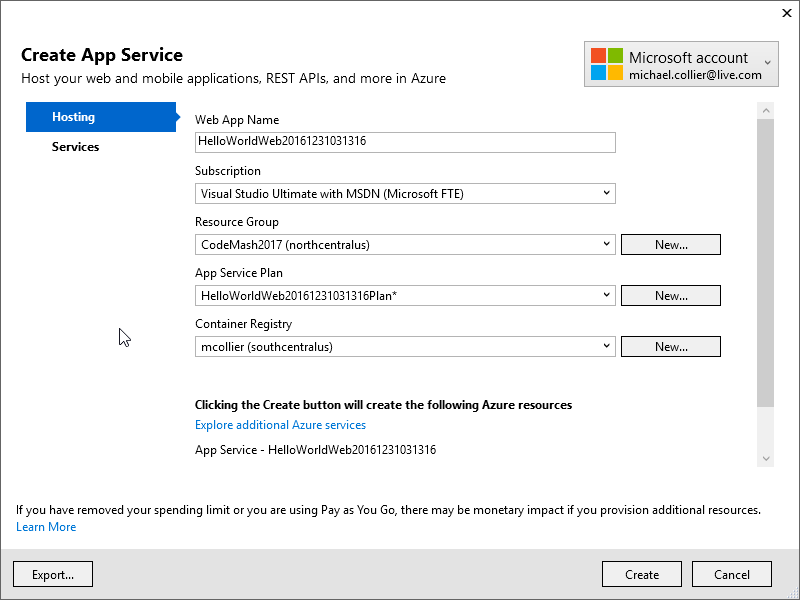 Create App Service
Host your web and mobile applications, REST APIs, and more in Azure
Microsoft account
michael.collier@live.com
Hosting
Services
Web App Name
HelloWorldWeb20161231031316
Subscription
Visual Studio Ultimate with MSDN (Microsoft FTE)
Resource Group
CodeMash2017 (northcentralus)
New...
App Service Plan
HelloWorldWeb20161231031316Plan*
New...
Container Registry
mcollier (southcentralus)
New...
Clicking the Create button will create the following Azure resources
Explore additional Azure services
App Service - HelloWorldWeb20161231031316
If you have removed your spending limit or you are using Pay as You Go, there may be monetary impact if you provision additional resources.
Learn More
Export...
Create
Cancel